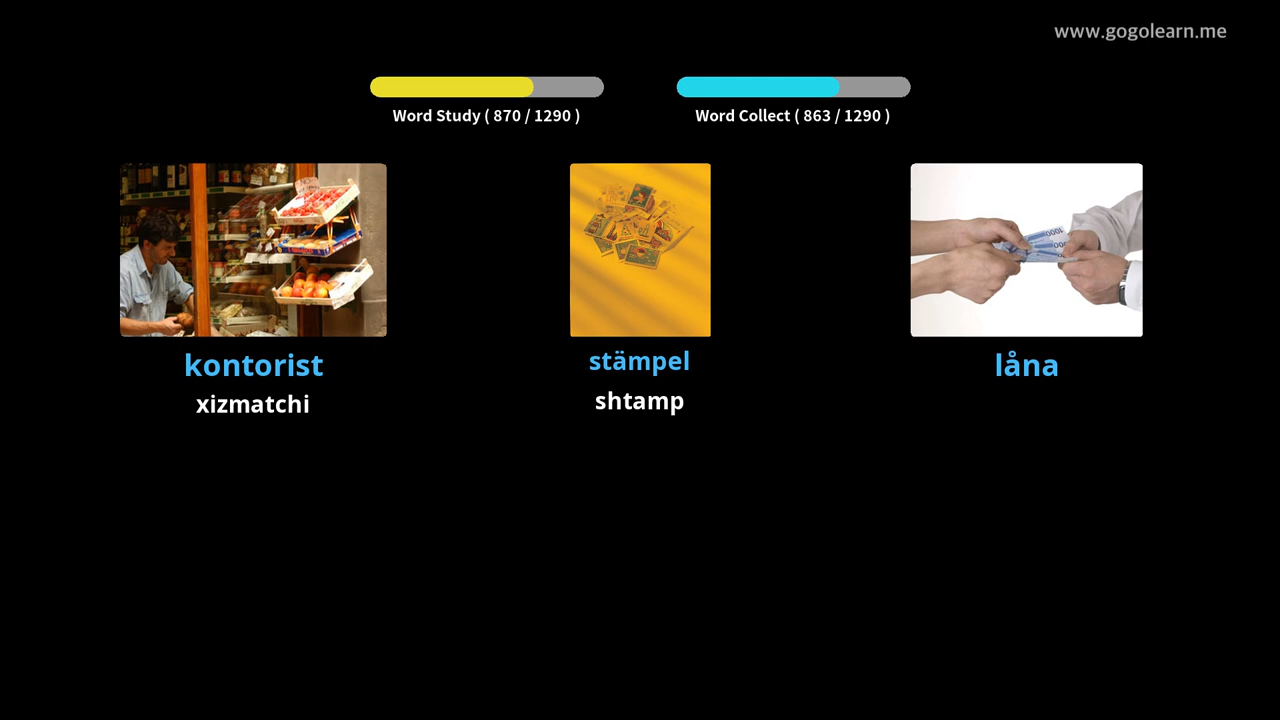 www.gogolearn.me
Word Study ( 870 / 1290 )
Word Collect ( 863 / 1290 )
kontorist
xizmatchi
stämpel
shtamp
låna